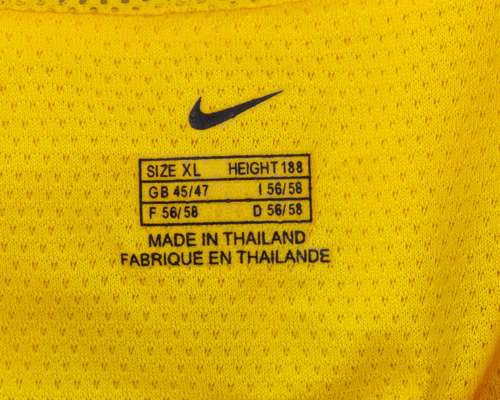 SIZE XL HEIGHT 188
GB 45/47 I 56/58
F 56/58 D 56/58
MADE IN THAILAND
FABRIQUE EN THAILANDE